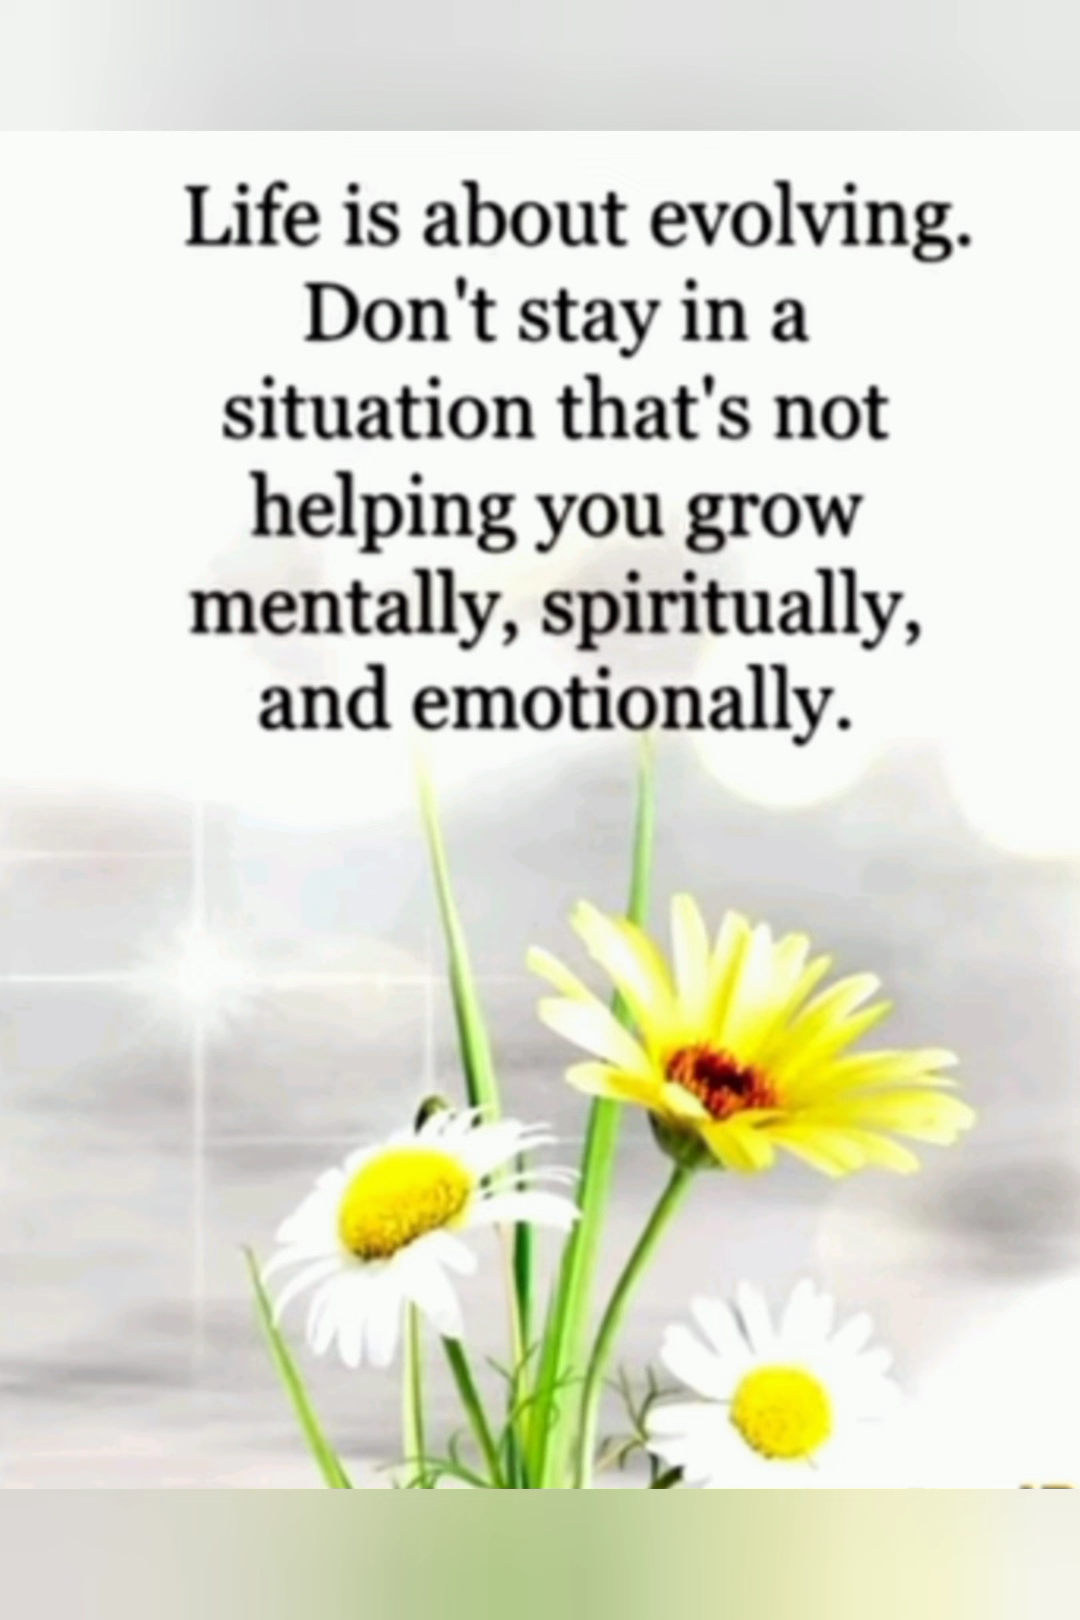 Life is about evolving.
Don't stay in a
situation that's not
helping you grow
mentally, spiritually,
and emotionally.